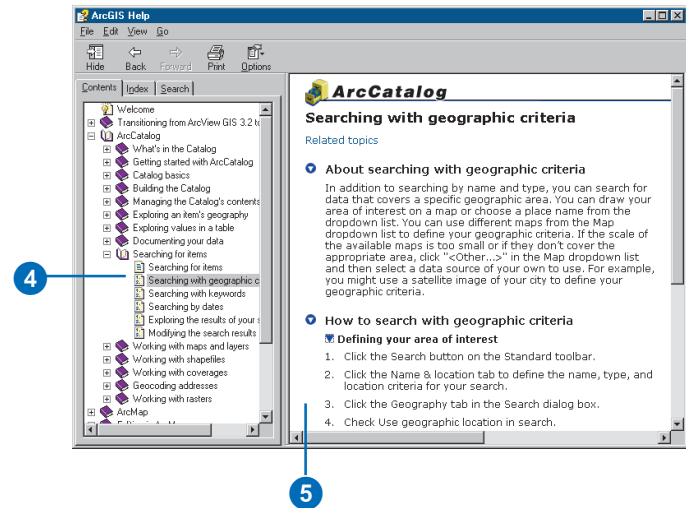 ArcGIS Help
File Edit View Go
Hide Back Forward Print Options
Contents Index Search
Welcome
Transitioning from ArcView GIS 3.2 to
ArcCatalog
What's in the Catalog
Getting started with ArcCatalog
Catalog basics
Building the Catalog
Managing the Catalog's contents
Exploring an item's geography
Exploring values in a table
Documenting your data
Searching for items
Searching for items
Searching with geographic c
Searching with keywords
Searching by dates
Exploring the results of your s
Modifying the search results
Working with maps and layers
Working with shapefiles
Working with coverages
Geocoding addresses
Working with rasters
ArcMap
4
ArcCatalog
Searching with geographic criteria
Related topics
About searching with geographic criteria
In addition to searching by name and type, you can search for
data that covers a specific geographic area. You can draw your
area of interest on a map or choose a place name from the
dropdown list. You can use different maps from the Map
dropdown list to define your geographic criteria. If the scale of
the available maps is too small or if they don't cover the
appropriate area, click "<Other...>" in the Map dropdown list
and then select a data source of your own to use. For example,
you might use a satellite image of your city to define your
geographic criteria.
How to search with geographic criteria
Defining your area of interest
1. Click the Search button on the Standard toolbar.
2. Click the Name & location tab to define the name, type, and
location criteria for your search.
3. Click the Geography tab in the Search dialog box.
4. Check Use geographic location in search.
5